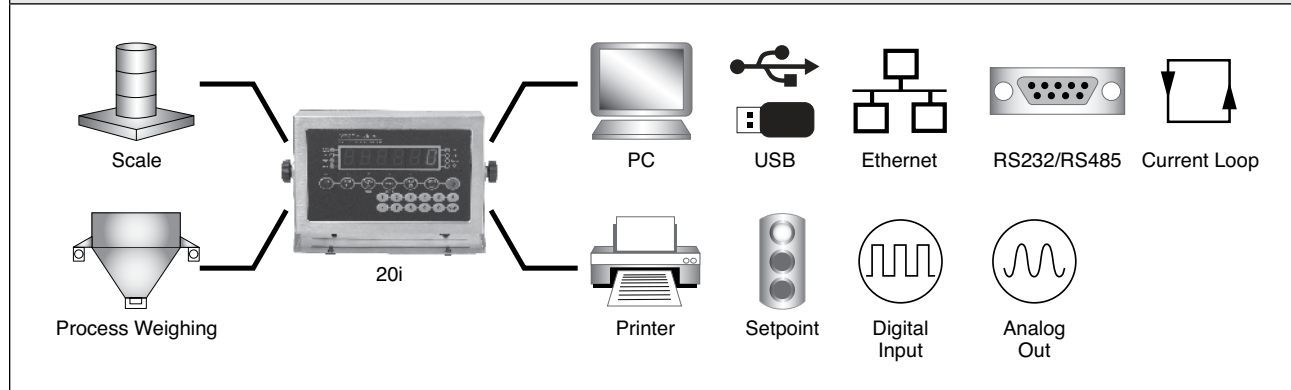 Scale
PC
USB
Ethernet
RS232/RS485
Current Loop
20i
Process Weighing
Printer
Setpoint
Digital
Input
Analog
Out